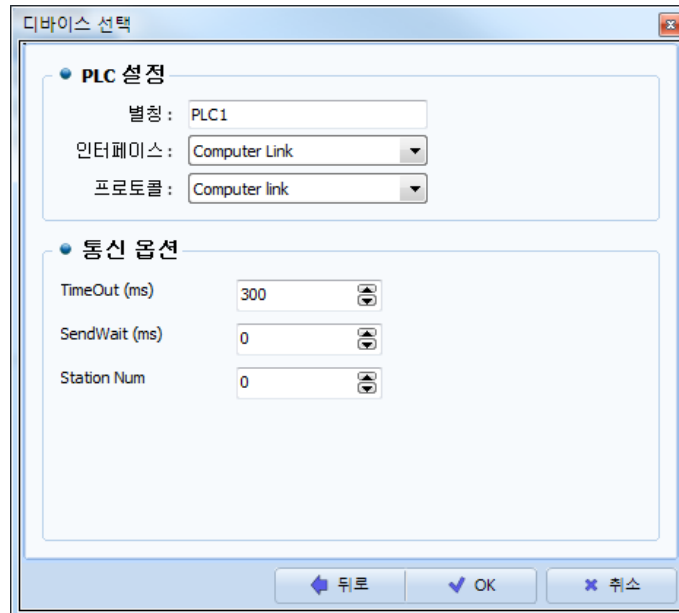 디바이스 선택
PLC 설정
별칭 : PLC1
인터페이스 : Computer Link
프로토콜 : Computer link
통신 옵션
TimeOut (ms) 300
SendWait (ms) 0
Station Num 0
뒤로 OK 취소